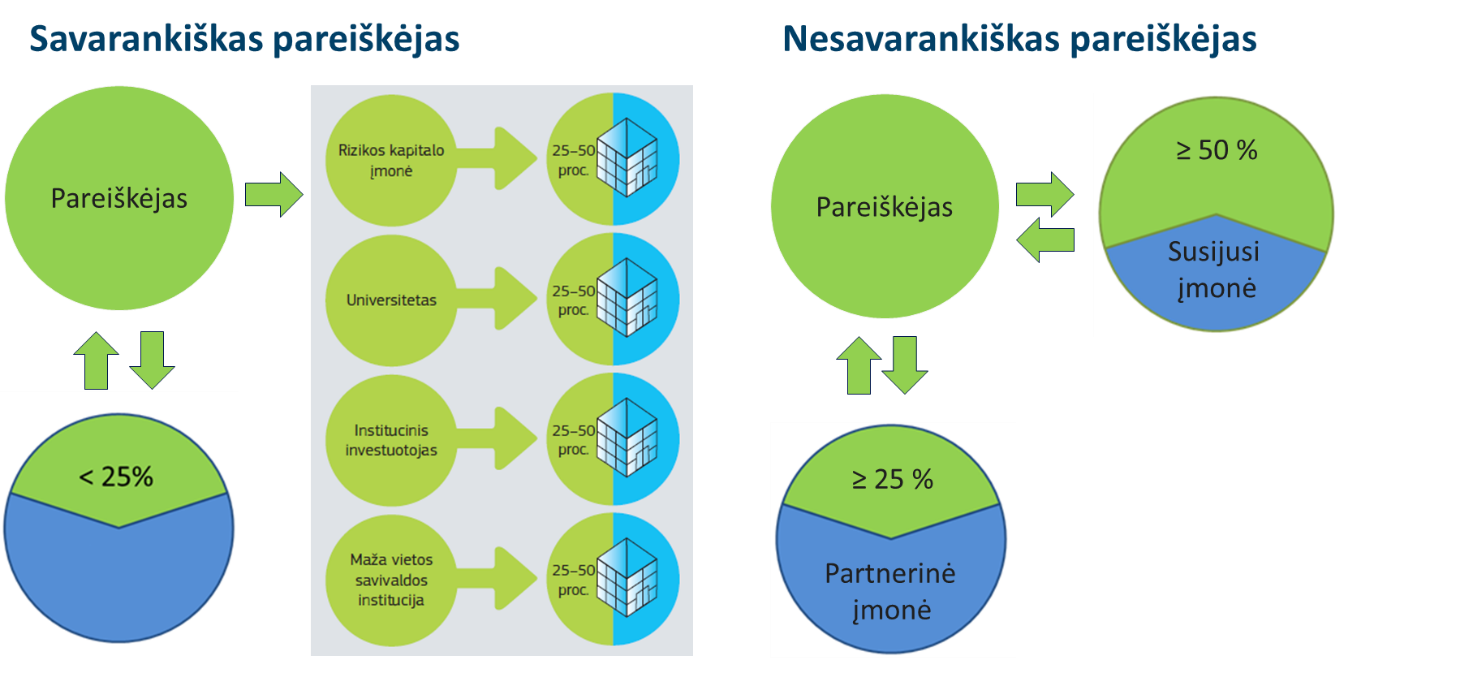 Savarankiškas pareiškėjas
Pareiškėjas
< 25%
Rizikos kapitalo
įmonė
25–50
proc.
Universitetas
25–50
proc.
Institucinis
investuotojas
25–50
proc.
Maža vietos
savivaldos
institucija
25–50
proc.
Nesavarankiškas pareiškėjas
Pareiškėjas
≥ 50 %
Susijusi
įmonė
≥ 25 %
Partnerinė
įmonė